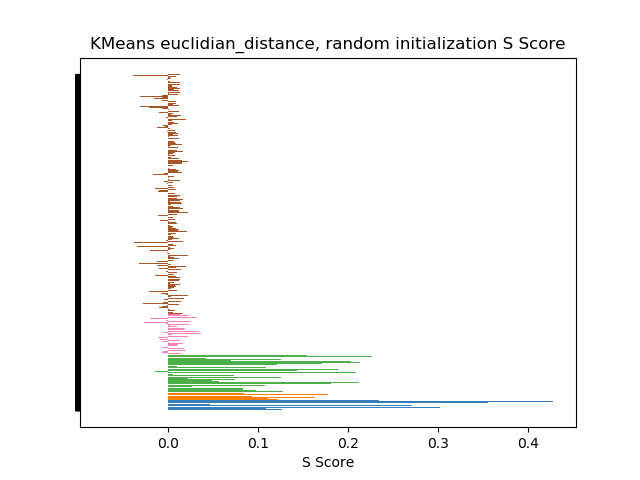 KMeans euclidian_distance, random initialization S Score
0.0 0.1 0.2 0.3 0.4
S Score